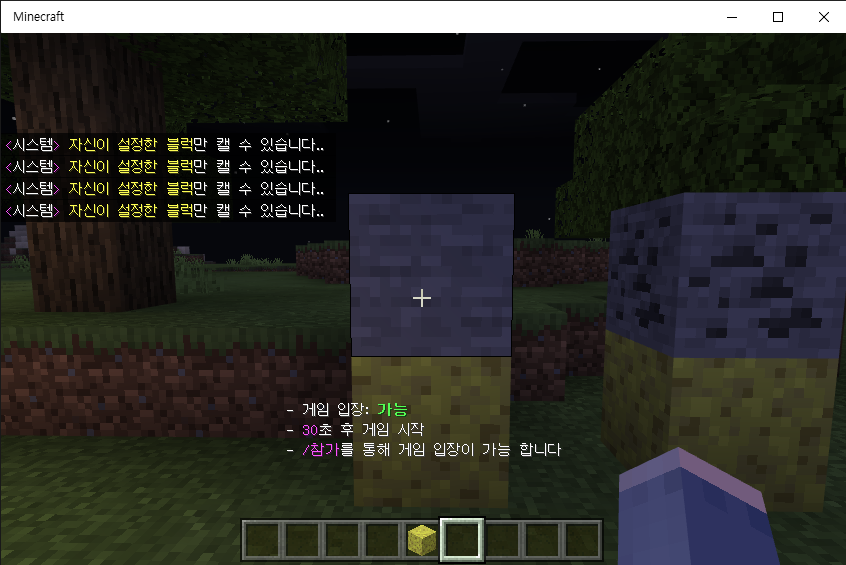 Minecraft
<시스템> 자신이 설정한 블럭만 캘 수 있습니다..
<시스템> 자신이 설정한 블럭만 캘 수 있습니다..
<시스템> 자신이 설정한 블럭만 캘 수 있습니다..
<시스템> 자신이 설정한 블럭만 캘 수 있습니다..
- 게임 입장: 가능
- 30초 후 게임 시작
- /참가를 통해 게임 입장이 가능 합니다